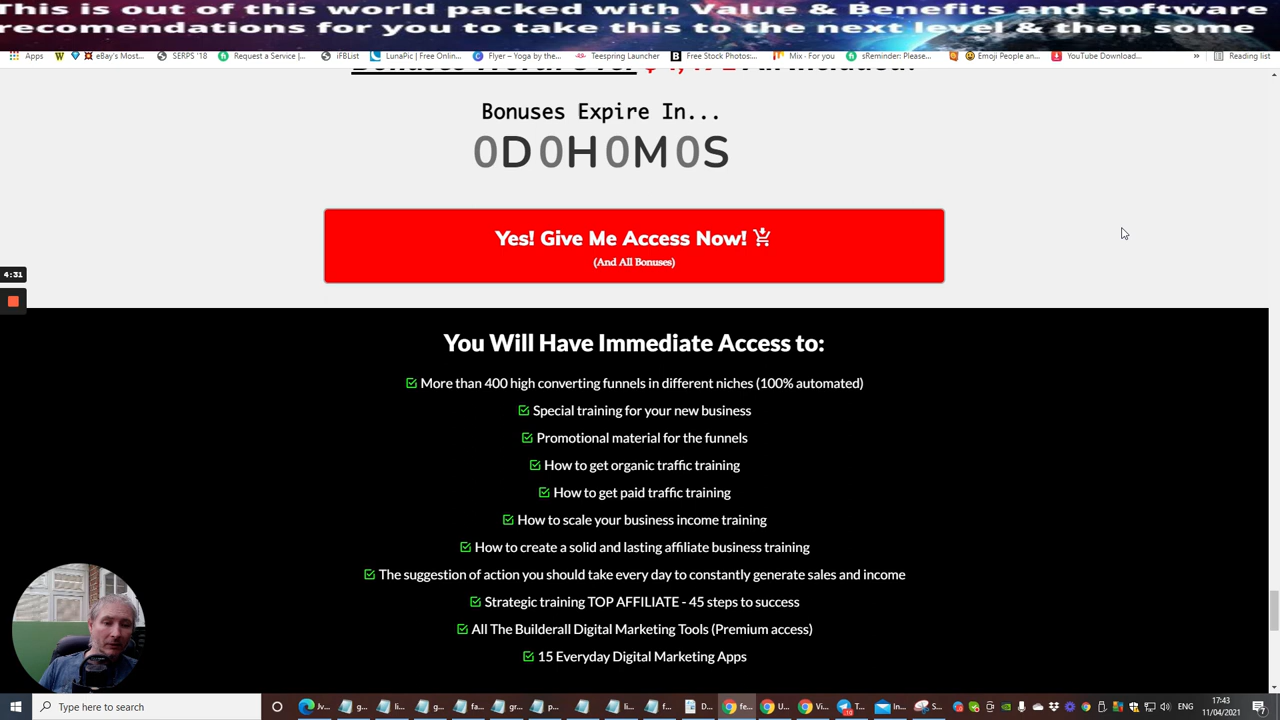 This is out of this world packed with Value & Benefits and software
recomendations for you to take this to the next level & then some
Apps eBay's Most... SERPS '18 Request a Service |... iFBList LunaPic | Free Onlin... Flyer – Yoga by the... Teespring Launcher Free Stock Photos:... Mix - For you sReminder: Please... Emoji People an... YouTube Download... » Reading list
Bonuses Expire In...
0D 0H 0M 0S
Yes! Give Me Access Now!
(And All Bonuses)
4:31
You Will Have Immediate Access to:
More than 400 high converting funnels in different niches (100% automated)
Special training for your new business
Promotional material for the funnels
How to get organic traffic training
How to get paid traffic training
How to scale your business income training
How to create a solid and lasting affiliate business training
The suggestion of action you should take every day to constantly generate sales and income
Strategic training TOP AFFILIATE - 45 steps to success
All The Builderall Digital Marketing Tools (Premium access)
15 Everyday Digital Marketing Apps
Type here to search Jv... g... li... g... fa... g... p... D... fe... U... Vi... T... In... S... ENG 17:43
11/04/2021